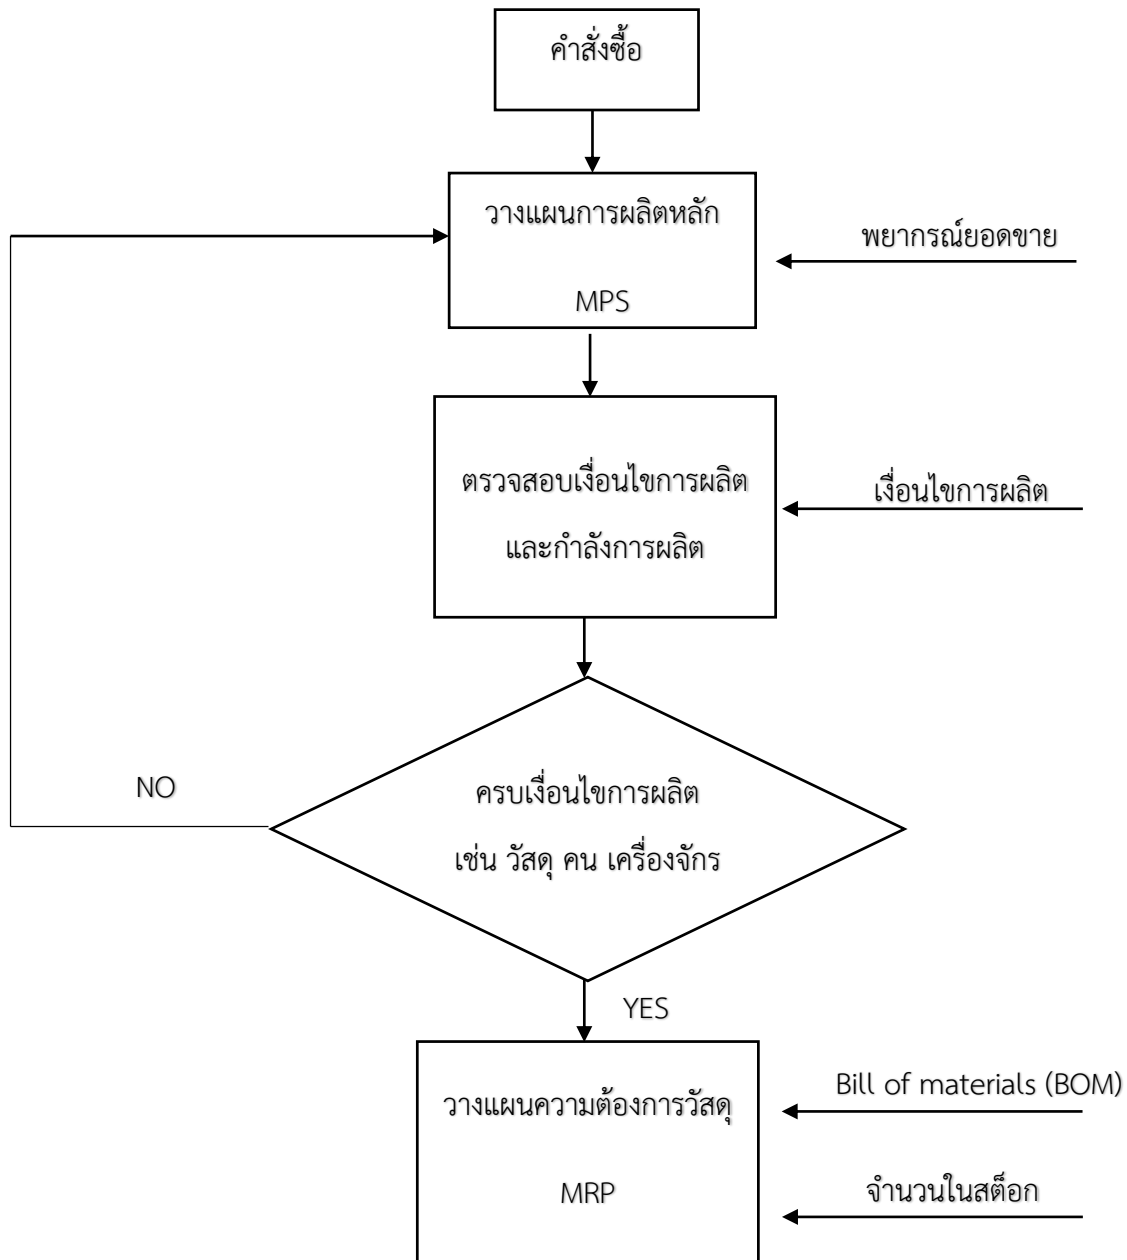 คำสั่งซื้อ
วางแผนการผลิตหลัก
MPS
พยากรณ์ยอดขาย
ตรวจสอบเงื่อนไขการผลิต
และกำลังการผลิต
เงื่อนไขการผลิต
NO
ครบเงื่อนไขการผลิต
เช่น วัสดุ คน เครื่องจักร
YES
วางแผนความต้องการวัสดุ
MRP
Bill of materials (BOM)
จำนวนในสต็อก